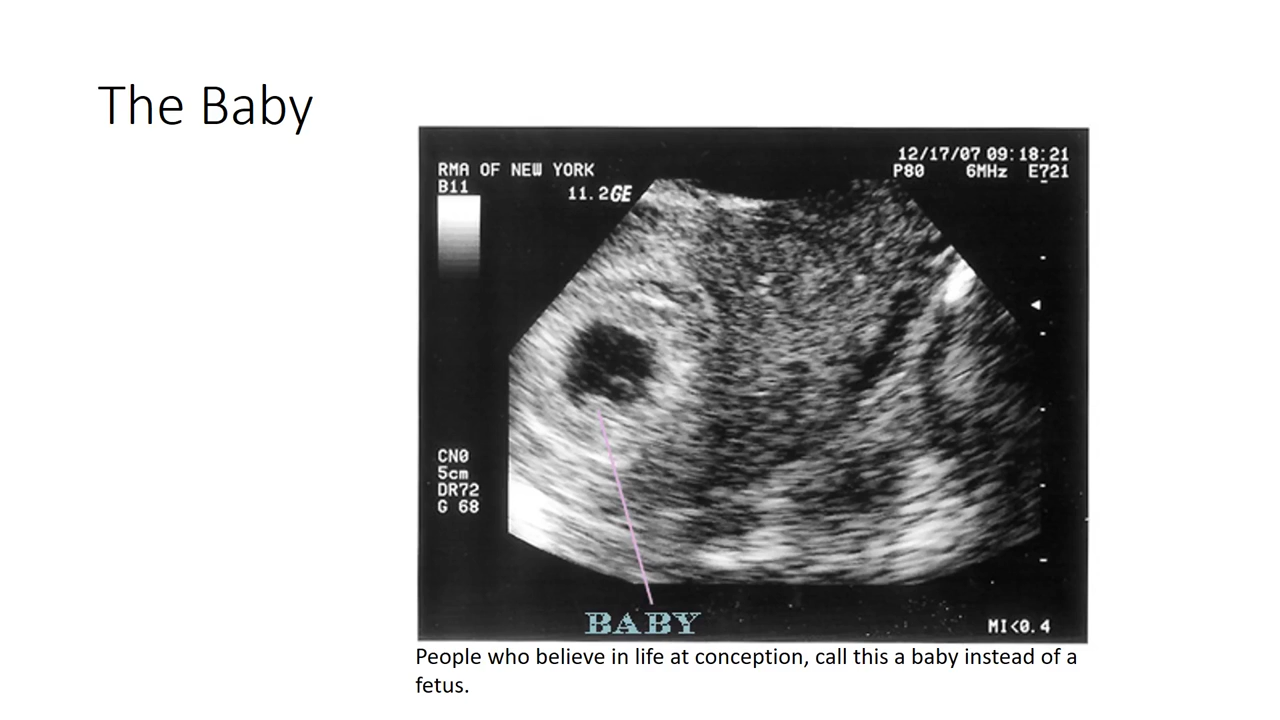 The Baby
12/17/07 09:18:21
RMA OF NEW YORK
P80 6MHz E721
B11
11.2GE
CN0
5cm
DR72
G 68
BABY
MI<0.4
People who believe in life at conception, call this a baby instead of a
fetus.